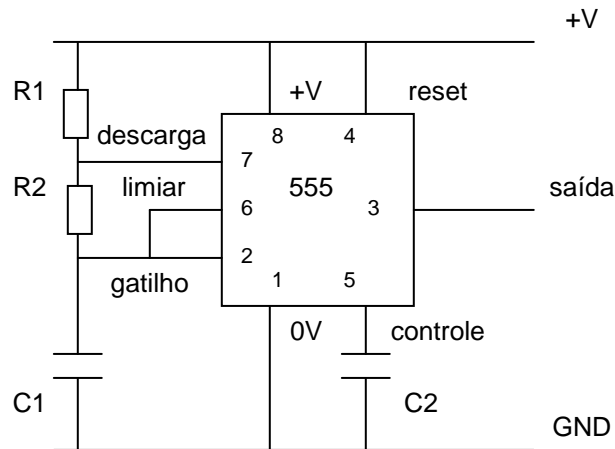 +V
R1
+V
reset
descarga
8
4
7
R2
limiar
555
saída
6
3
2
gatilho
1
5
0V
controle
C1
C2
GND